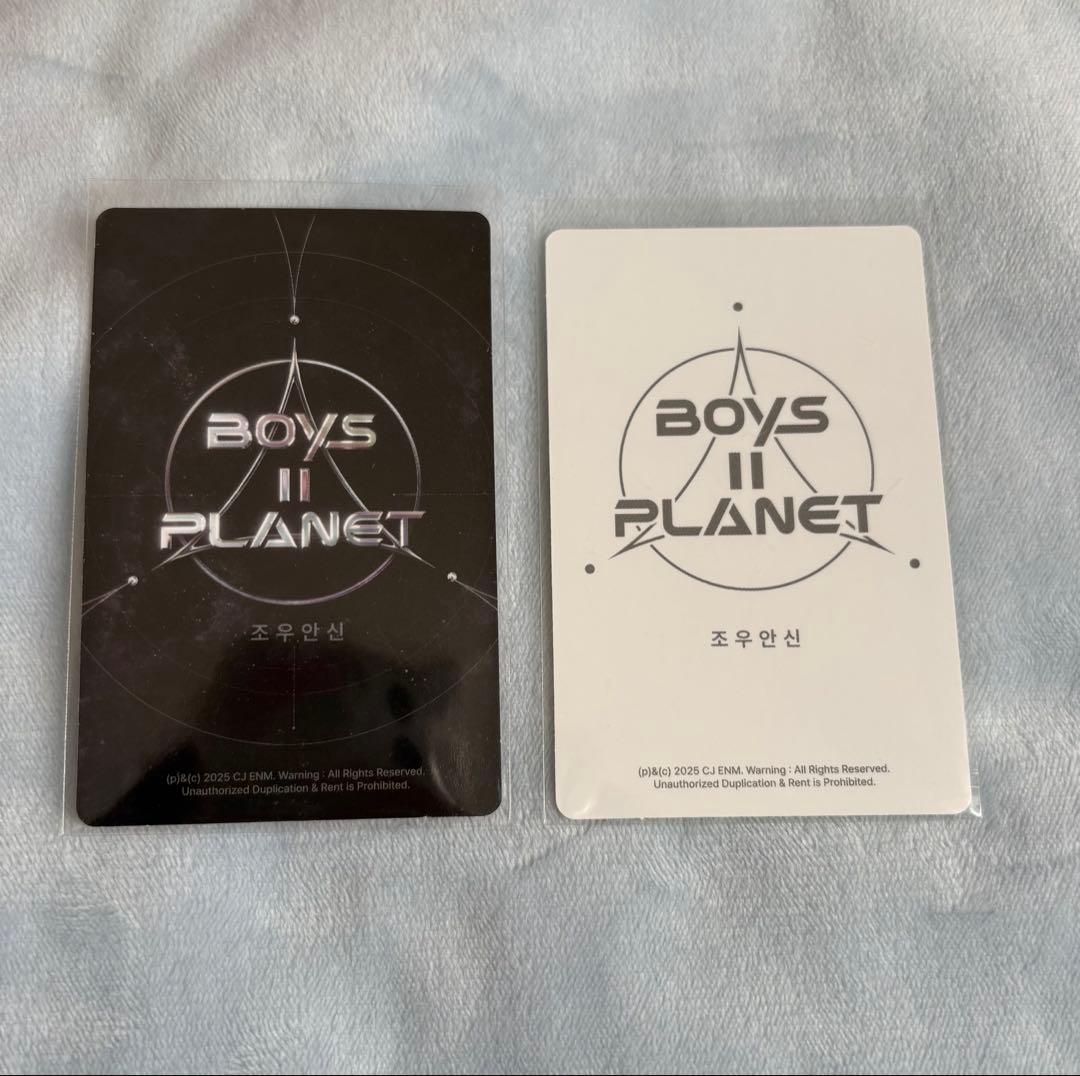 BOYS
II
PLANET
조우안신
(p)&(c) 2025 CJ ENM. Warning : All Rights Reserved.
Unauthorized Duplication & Rent is Prohibited.
BOYS
II
PLANET
조우안신
(p)&(c) 2025 CJ ENM. Warning : All Rights Reserved.
Unauthorized Duplication & Rent is Prohibited.